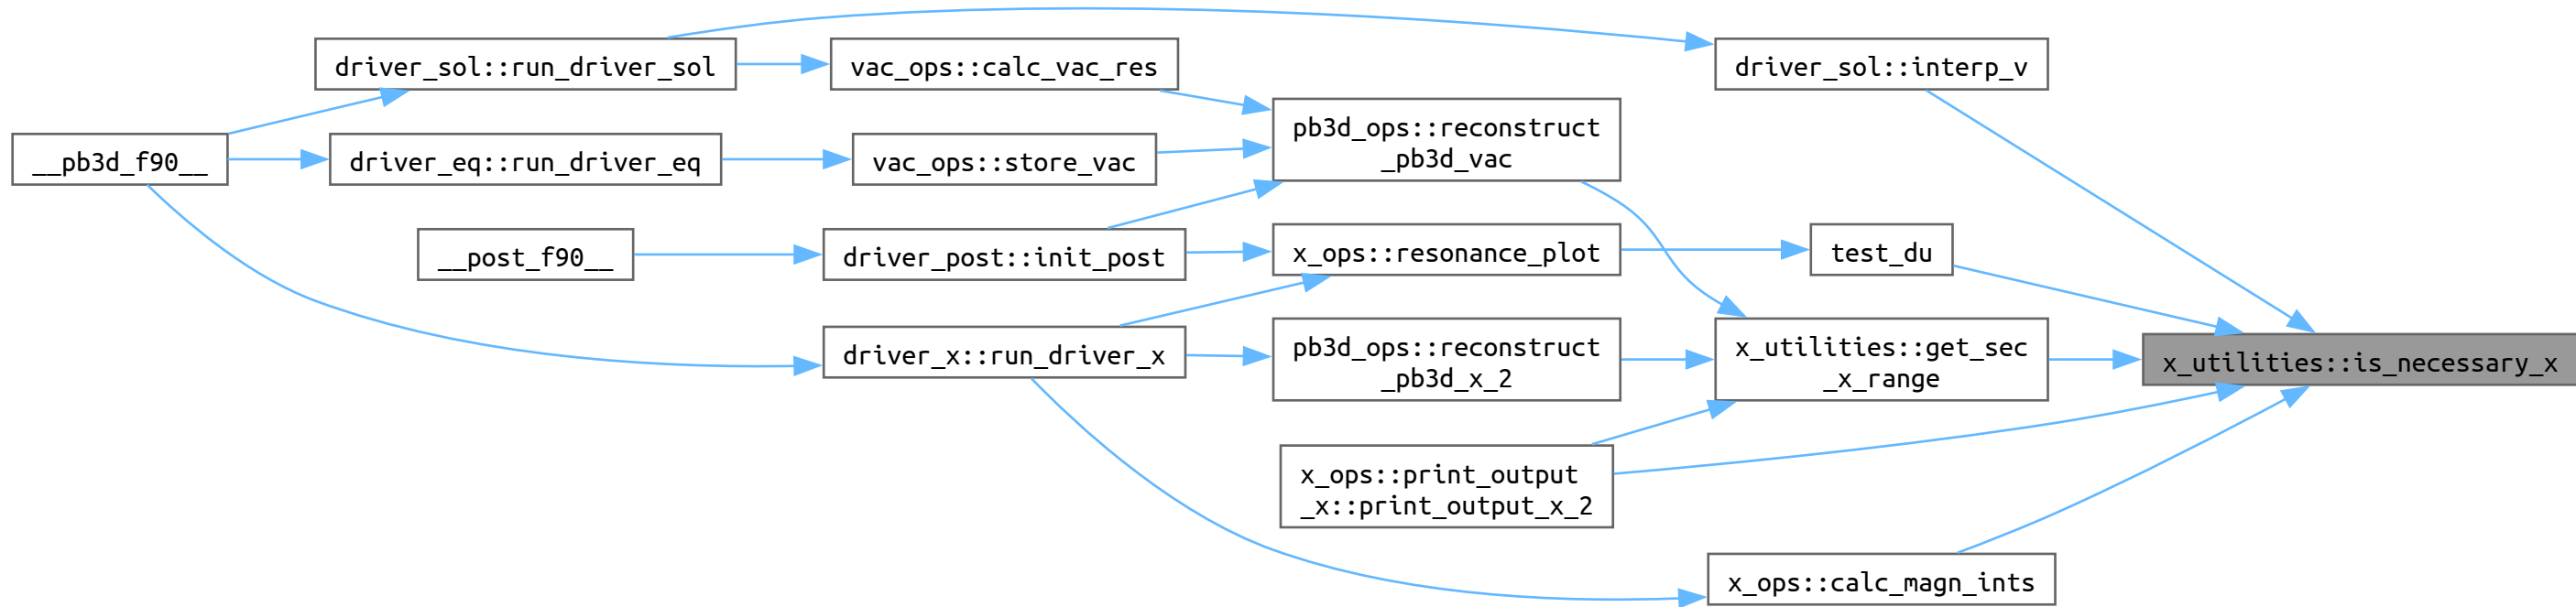 driver_sol::run_driver_sol
vac_ops::calc_vac_res
driver_sol::interp_v
pb3d_ops::reconstruct
_pb3d_vac
__pb3d_f90__
driver_eq::run_driver_eq
vac_ops::store_vac
__post_f90__
driver_post::init_post
x_ops::resonance_plot
test_du
driver_x::run_driver_x
pb3d_ops::reconstruct
_pb3d_x_2
x_utilities::get_sec
_x_range
x_utilities::is_necessary_x
x_ops::print_output
_x::print_output_x_2
x_ops::calc_magn_ints